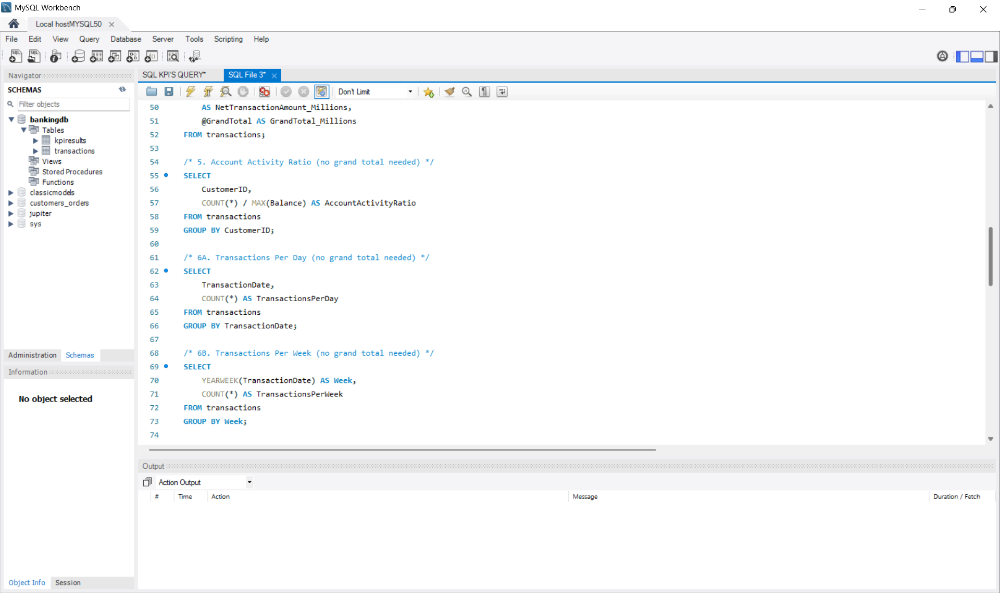 MySQL Workbench
Local hostMYSQL50
File Edit View Query Database Server Tools Scripting Help
Navigator
SCHEMAS
Filter objects
bankingdb
Tables
kpiresults
transactions
Views
Stored Procedures
Functions
classicmodels
customers_orders
jupiter
sys
Administration Schemas
Information
No object selected
Object Info Session
SQL KPI'S QUERY* SQL File 3*
Don't Limit
50 AS NetTransactionAmount_Millions,
51 @GrandTotal AS GrandTotal_Millions
52 FROM transactions;
53
54 /* 5. Account Activity Ratio (no grand total needed) */
55 SELECT
56 CustomerID,
57 COUNT(*) / MAX(Balance) AS AccountActivityRatio
58 FROM transactions
59 GROUP BY CustomerID;
60
61 /* 6A. Transactions Per Day (no grand total needed) */
62 SELECT
63 TransactionDate,
64 COUNT(*) AS TransactionsPerDay
65 FROM transactions
66 GROUP BY TransactionDate;
67
68 /* 6B. Transactions Per Week (no grand total needed) */
69 SELECT
70 YEARWEEK(TransactionDate) AS Week,
71 COUNT(*) AS TransactionsPerWeek
72 FROM transactions
73 GROUP BY Week;
74
Output
Action Output
# Time Action Message Duration / Fetch